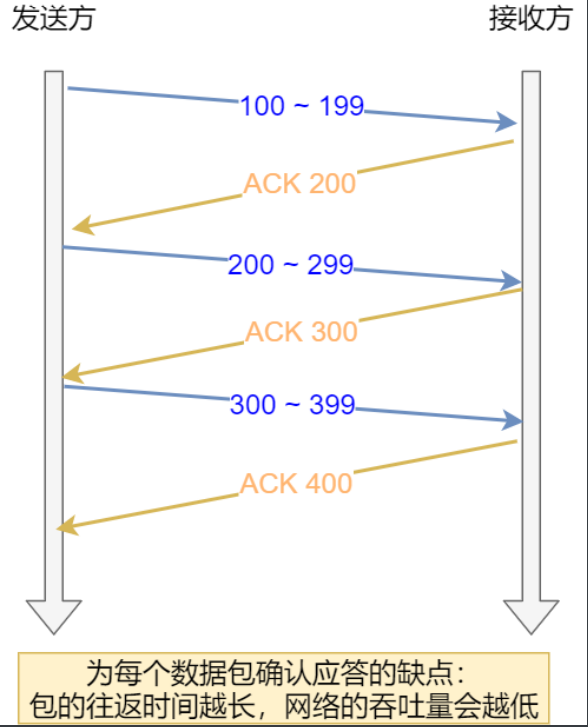 发送方
接收方
100 ~ 199
ACK 200
200 ~ 299
ACK 300
300 ~ 399
ACK 400
为每个数据包确认应答的缺点：
包的往返时间越长，网络的吞吐量会越低